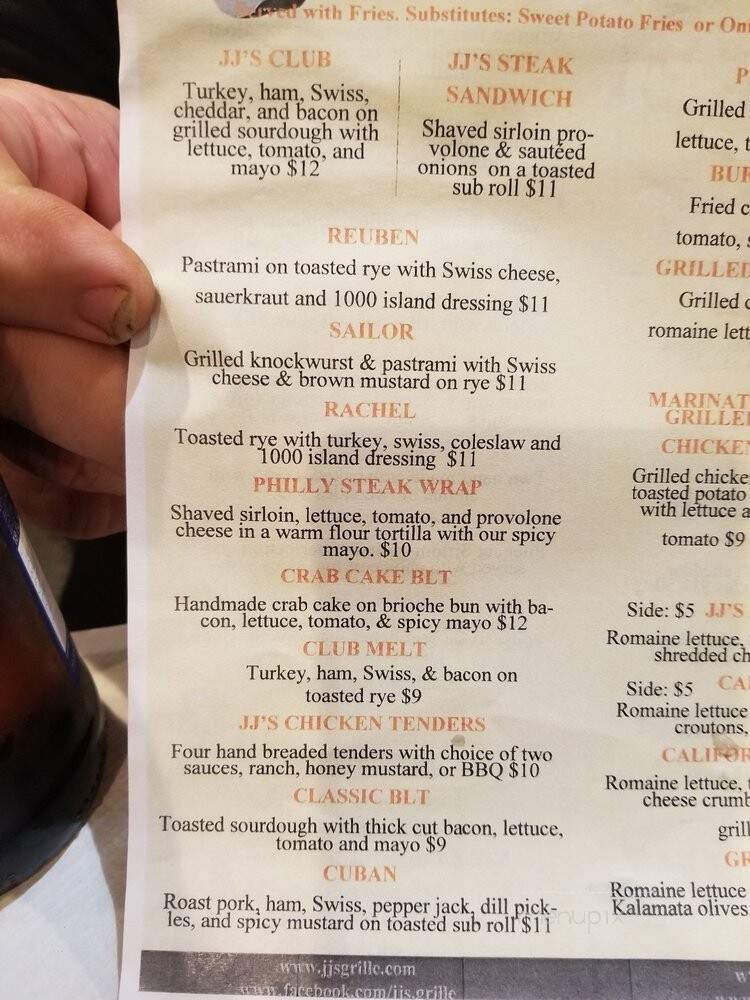 Served with Fries. Substitutes: Sweet Potato Fries or
JJ'S CLUB
Turkey, ham, Swiss,
cheddar, and bacon on
grilled sourdough with
lettuce, tomato, and
mayo $12
JJ'S STEAK
SANDWICH
Shaved sirloin pro-
volone & sautéed
onions on a toasted
sub roll $11
REUBEN
Pastrami on toasted rye with Swiss cheese,
sauerkraut and 1000 island dressing $11
SAILOR
Grilled knockwurst & pastrami with Swiss
cheese & brown mustard on rye $11
RACHEL
Toasted rye with turkey, swiss, coleslaw and
1000 island dressing $11
PHILLY STEAK WRAP
Shaved sirloin, lettuce, tomato, and provolone
cheese in a warm flour tortilla with our spicy
mayo. $10
CRAB CAKE BLT
Handmade crab cake on brioche bun with ba-
con, lettuce, tomato, & spicy mayo $12
CLUB MELT
Turkey, ham, Swiss, & bacon on
toasted rye $9
JJ'S CHICKEN TENDERS
Four hand breaded tenders with choice of two
sauces, ranch, honey mustard, or BBQ $10
CLASSIC BLT
Toasted sourdough with thick cut bacon, lettuce,
tomato and mayo $9
CUBAN
Roast pork, ham, Swiss, pepper jack, dill pick-
les, and spicy mustard on toasted sub roll $11
www.jjsgrille.com
www.facebook.com/jjs.grille
Grilled
lettuce,
Fried
tomato,
GRILLED
Grilled
romaine
GRILLE
CHICKEN
Grilled
toasted potato
with lettuce
tomato $9
Side: $5 JJ'S
Romaine lettuce,
shredded
Side: $5
Romaine lettuce
croutons,
Romaine lettuce,
cheese
Romaine lettuce
Kalamata olives
menupix